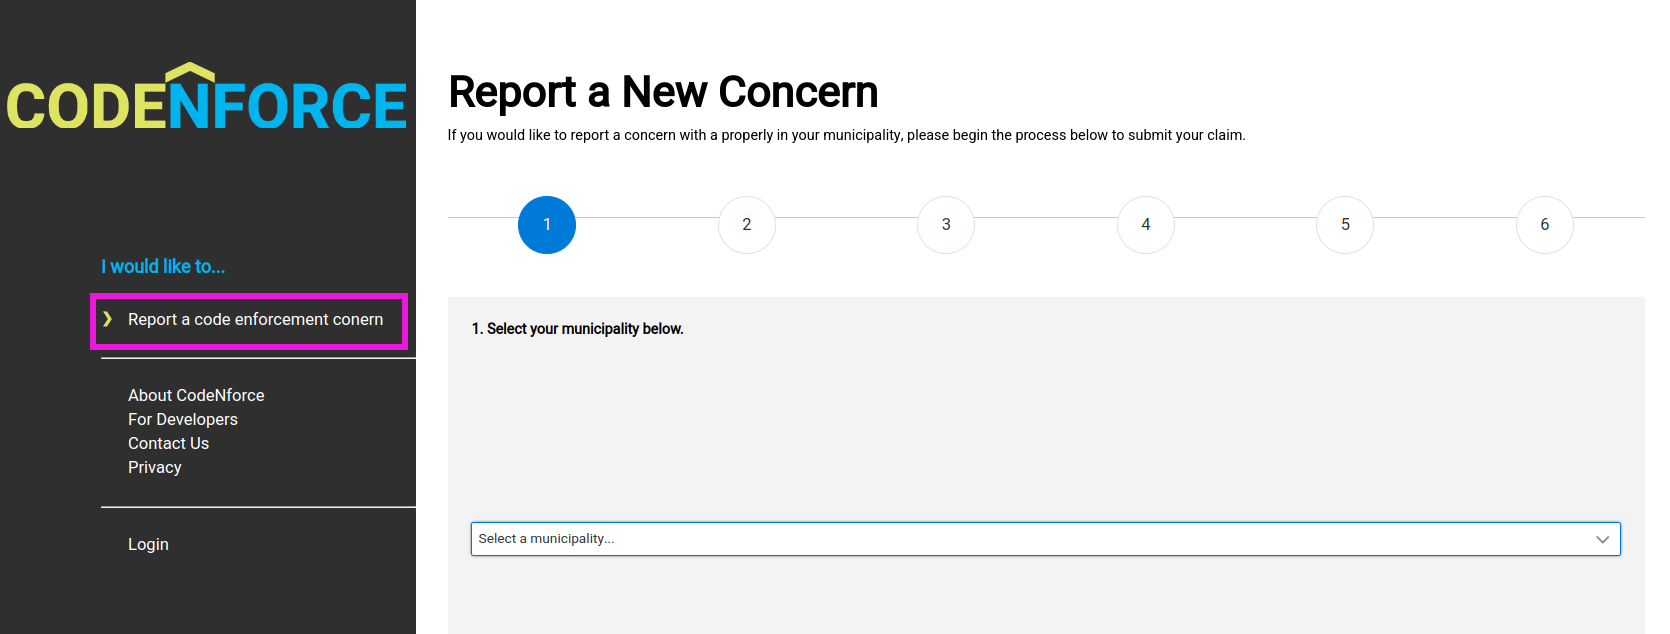 CODENFORCE
I would like to...
❯ Report a code enforcement conern
About CodeNforce
For Developers
Contact Us
Privacy
Login
Report a New Concern
If you would like to report a concern with a properly in your municipality, please begin the process below to submit your claim.
1 2 3 4 5 6
1. Select your municipality below.
Select a municipality...